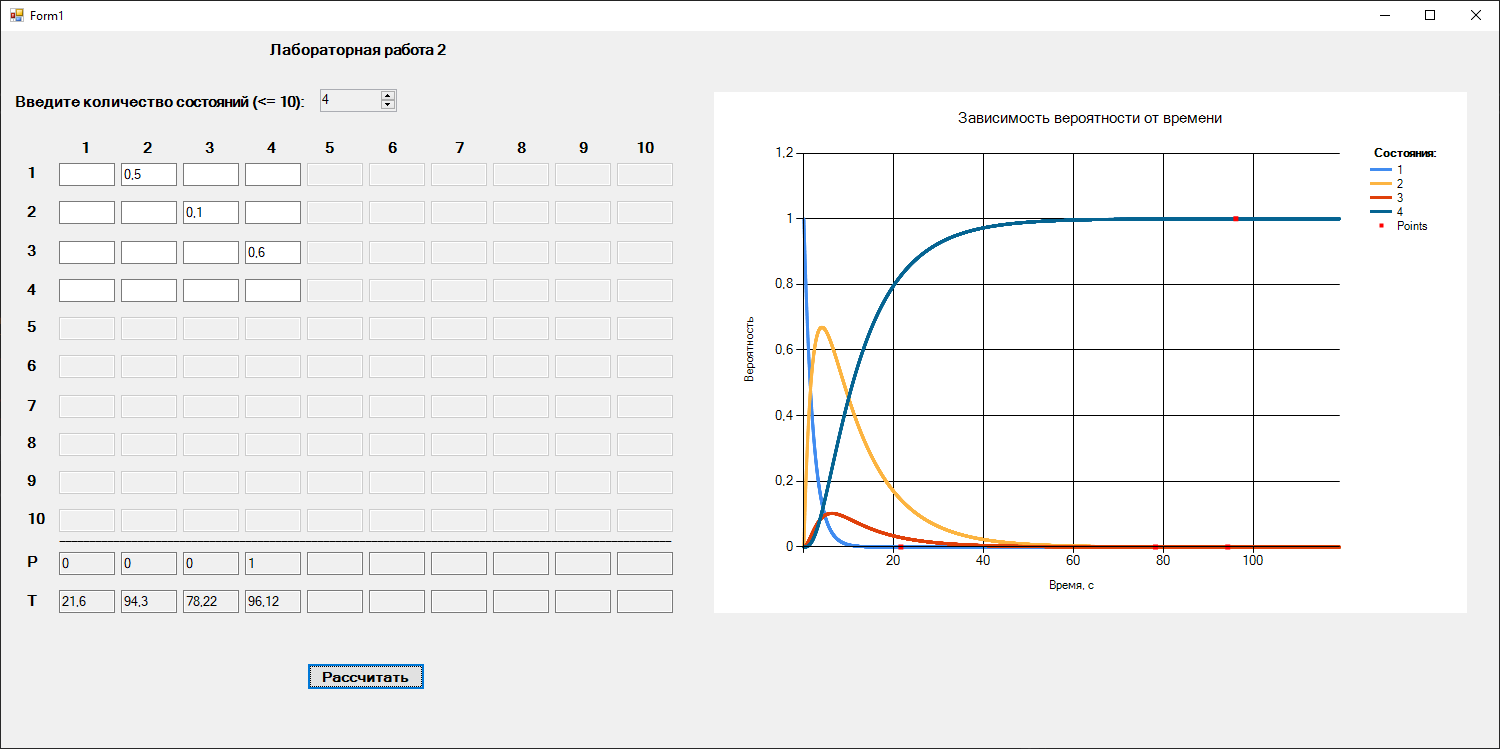 Form1
Лабораторная работа 2
Введите количество состояний (<= 10): 4
1 2 3 4 5 6 7 8 9 10
1 0,5
2 0,1
3 0,6
4
5
6
7
8
9
10
P 0 0 0 1
T 21,6 94,3 78,22 96,12
Рассчитать
Зависимость вероятности от времени
Вероятность
1,2
1
0,8
0,6
0,4
0,2
0
20 40 60 80 100
Время, с
Состояния:
1
2
3
4
Points